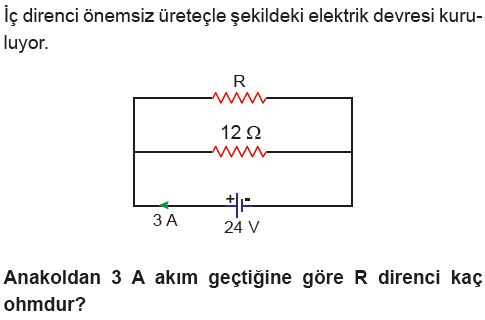 İç direnci önemsiz üreteçle şekildeki elektrik devresi kuru-
luyor.
R
12 Ω
+ -
3 A
24 V
Anakoldan 3 A akım geçtiğine göre R direnci kaç
ohmdur?